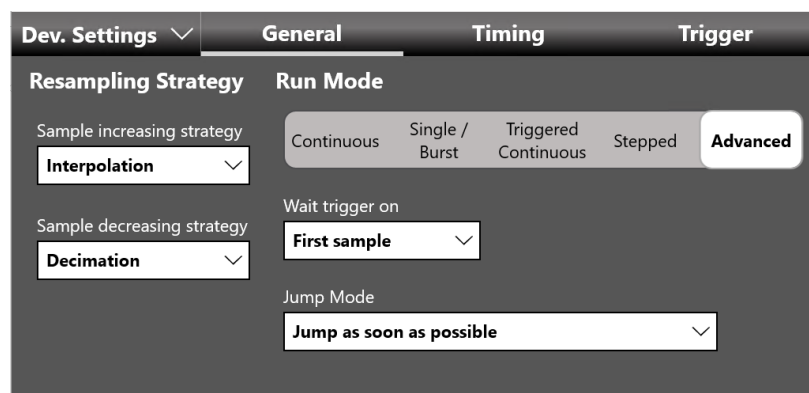 Dev. Settings General Timing Trigger
Resampling Strategy
Sample increasing strategy
Interpolation
Sample decreasing strategy
Decimation
Run Mode
Continuous
Single /
Burst
Triggered
Continuous
Stepped
Advanced
Wait trigger on
First sample
Jump Mode
Jump as soon as possible